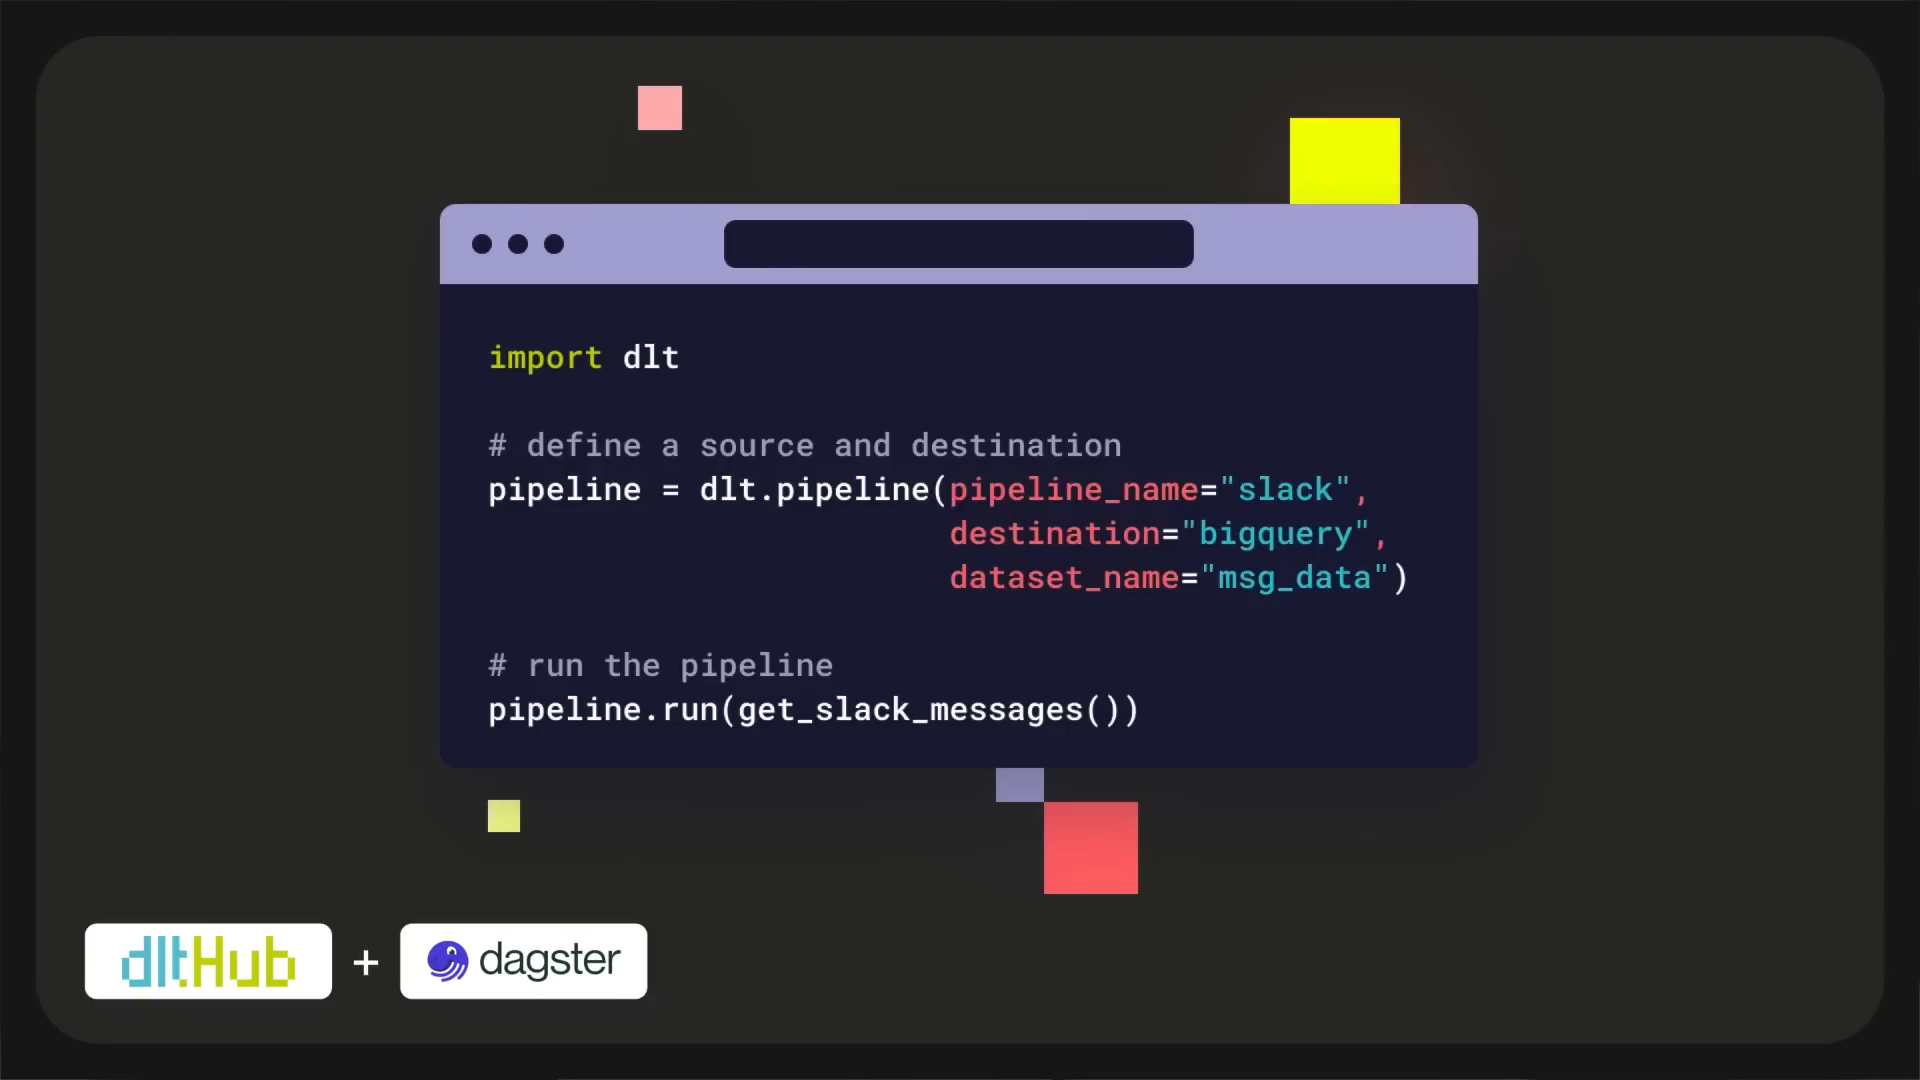 import dlt
# define a source and destination
pipeline = dlt.pipeline(pipeline_name="slack",
destination="bigquery",
dataset_name="msg_data")
# run the pipeline
pipeline.run(get_slack_messages())
dltHub + dagster